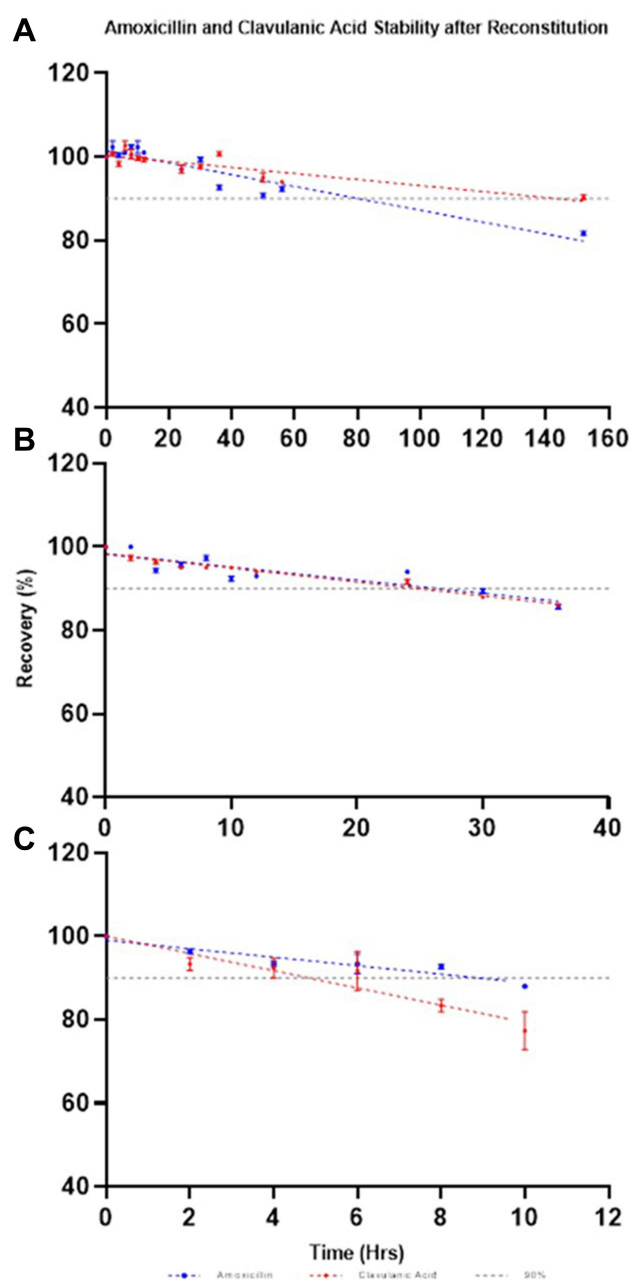 A
Amoxicillin and Clavulanic Acid Stability after Reconstitution
120
100
80
60
40
0 20 40 60 80 100 120 140 160
B
120
100
80
60
40
0 10 20 30 40
Recovery (%)
C
120
100
80
60
40
0 2 4 6 8 10 12
Time (Hrs)
Amoxicillin Clavulanic Acid 90%